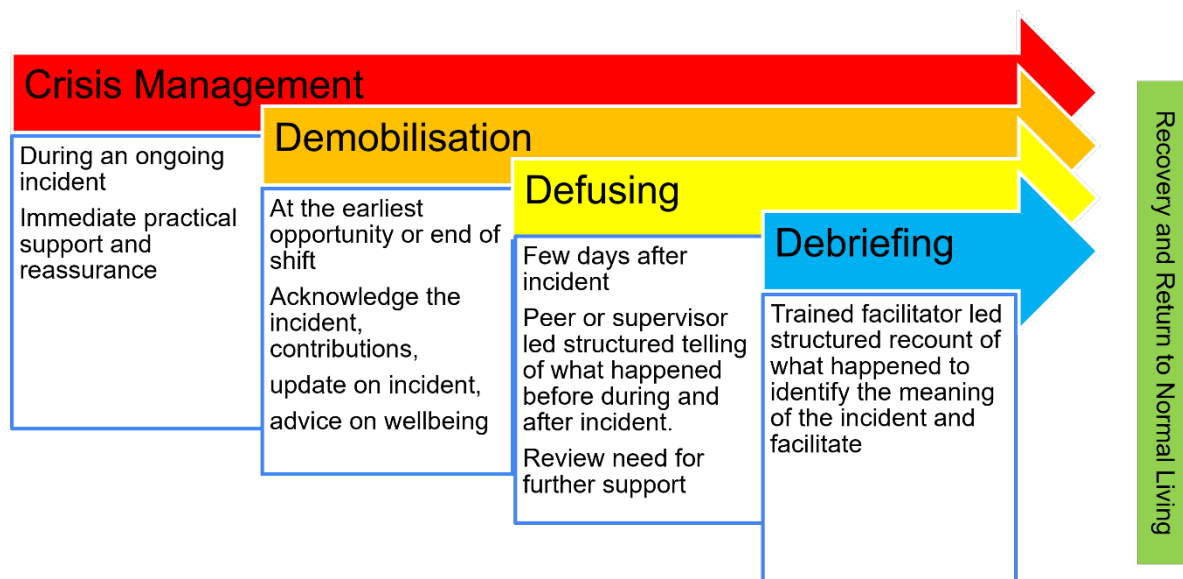 Crisis Management
During an ongoing
incident
Immediate practical
support and
reassurance
Demobilisation
At the earliest
opportunity or end of
shift
Acknowledge the
incident,
contributions,
update on incident,
advice on wellbeing
Defusing
Few days after
incident
Peer or supervisor
led structured telling
of what happened
before during and
after incident.
Review need for
further support
Debriefing
Trained facilitator led
structured recount of
what happened to
identify the meaning
of the incident and
facilitate
Recovery and Return to Normal Living